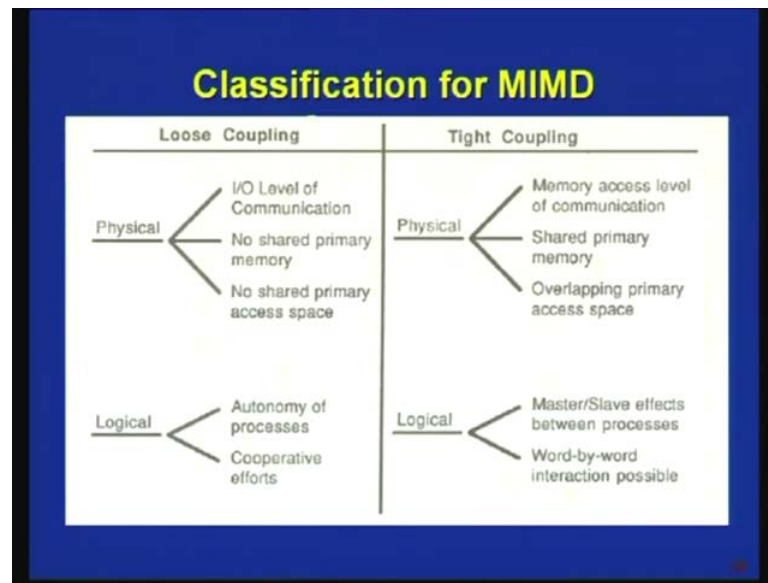 Classification for MIMD
Loose Coupling
Physical
I/O Level of
Communication
No shared primary
memory
No shared primary
access space
Logical
Autonomy of
processes
Cooperative
efforts
Tight Coupling
Physical
Memory access level
of communication
Shared primary
memory
Overlapping primary
access space
Logical
Master/Slave effects
between processes
Word-by-word
interaction possible